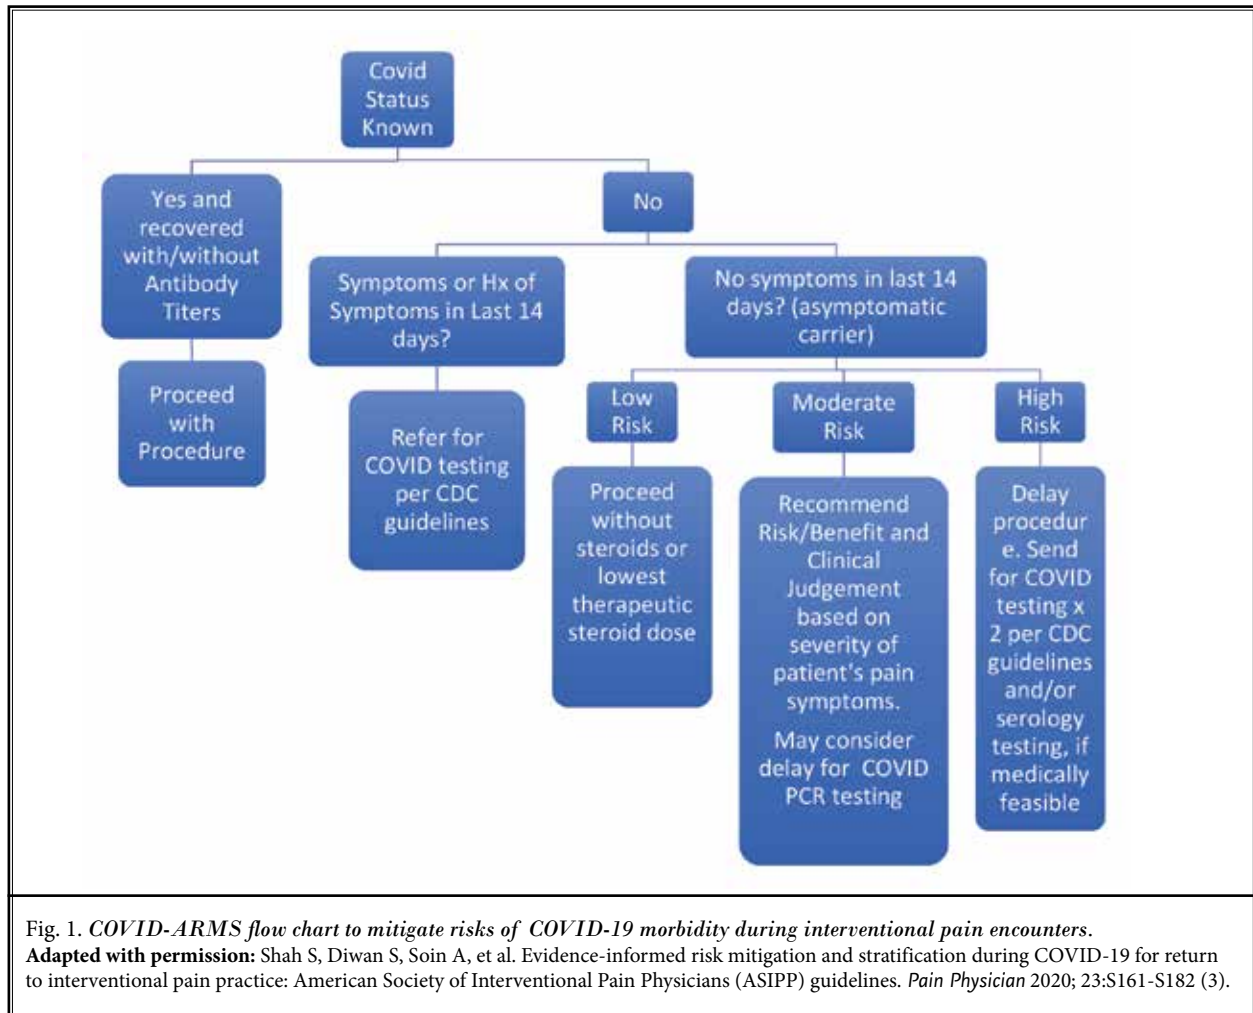 Covid
Status
Known
Yes and
recovered
with/without
Antibody
Titers
No
Symptoms or Hx of
Symptoms in Last 14
days?
No symptoms in last 14
days? (asymptomatic
carrier)
Proceed
with
Procedure
Refer for
COVID testing
per CDC
guidelines
Low
Risk
Moderate
Risk
High
Risk
Proceed
without
steroids or
lowest
therapeutic
steroid dose
Recommend
Risk/Benefit and
Clinical
Judgement
based on
severity of
patient's pain
symptoms.
May consider
delay for COVID
PCR testing
Delay
procedur
e. Send
for COVID
testing x
2 per CDC
guidelines
and/or
serology
testing, if
medically
feasible
Fig. 1. COVID-ARMS flow chart to mitigate risks of COVID-19 morbidity during interventional pain encounters.
Adapted with permission: Shah S, Diwan S, Soin A, et al. Evidence-informed risk mitigation and stratification during COVID-19 for return
to interventional pain practice: American Society of Interventional Pain Physicians (ASIPP) guidelines. Pain Physician 2020; 23:S161-S182 (3).